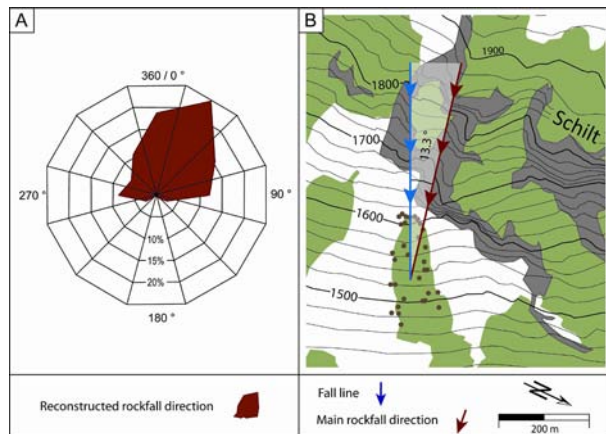 A
360 / 0 °
270 °
90 °
10%
15%
20%
180 °
Reconstructed rockfall direction
B
1900
1800
Schilt
1700
13.3 °
1600
1500
Fall line
Main rockfall direction
N
200 m